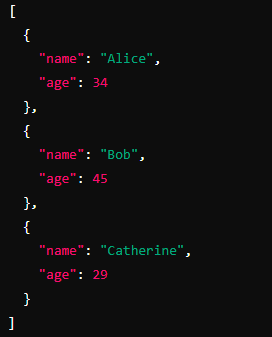 [
  {
    "name": "Alice",
    "age": 34
  },
  {
    "name": "Bob",
    "age": 45
  },
  {
    "name": "Catherine",
    "age": 29
  }
]